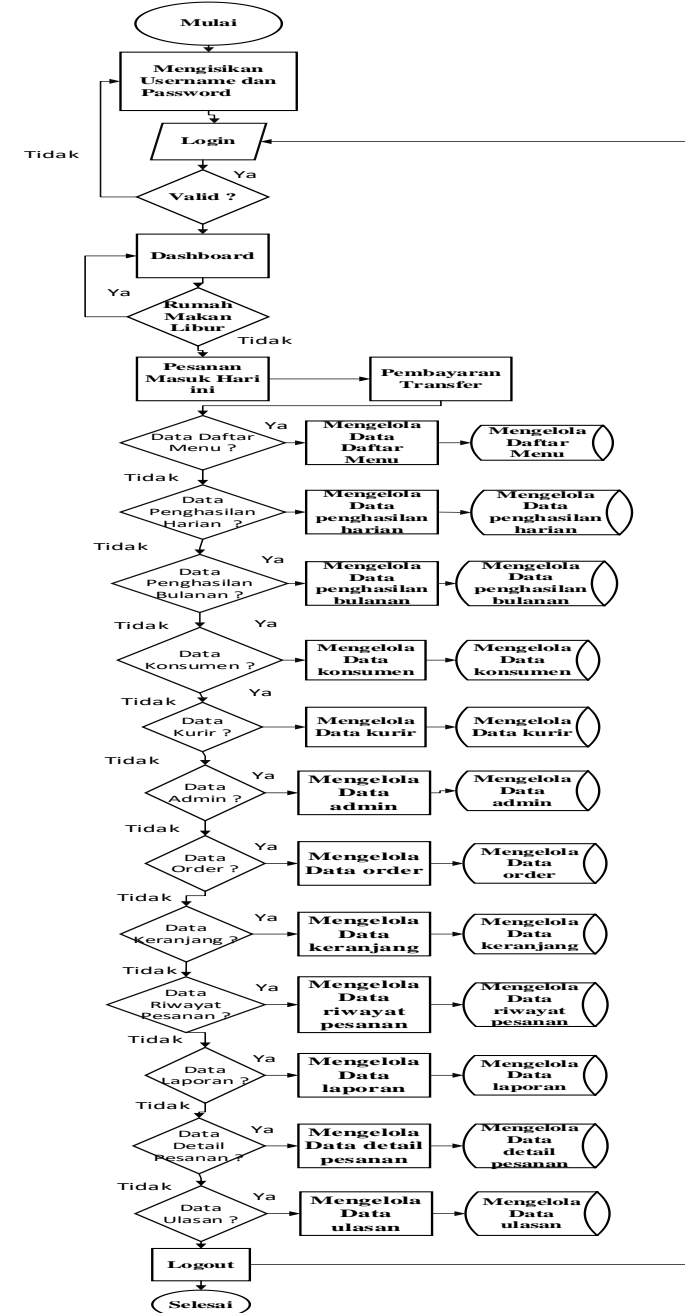 Mulai
Mengisikan
Username dan
Password
Login
Tidak
Ya
Valid ?
Dashboard
Ya
Rumah
Makan
Libur
Tidak
Pesanan
Masuk Hari
ini
Pembayaran
Transfer
Data Daftar
Menu ?
Ya
Mengelola
Data
Daftar
Menu
Mengelola
Daftar
Menu
Tidak
Data
Penghasilan
Harian ?
Ya
Mengelola
Data
penghasilan
harian
Mengelola
Data
penghasilan
harian
Tidak
Data
Penghasilan
Bulanan ?
Ya
Mengelola
Data
penghasilan
bulanan
Mengelola
Data
penghasilan
bulanan
Tidak
Data
Konsumen ?
Ya
Mengelola
Data
konsumen
Mengelola
Data
konsumen
Tidak
Data
Kurir ?
Ya
Mengelola
Data kurir
Mengelola
Data kurir
Tidak
Data
Admin ?
Ya
Mengelola
Data
admin
Mengelola
Data
admin
Tidak
Data
Order ?
Ya
Mengelola
Data order
Mengelola
Data
order
Tidak
Data
Keranjang ?
Ya
Mengelola
Data
keranjang
Mengelola
Data
keranjang
Tidak
Data
Riwayat
Pesanan ?
Ya
Mengelola
Data
riwayat
pesanan
Mengelola
Data
riwayat
pesanan
Tidak
Data
Laporan ?
Ya
Mengelola
Data
laporan
Mengelola
Data
laporan
Tidak
Data
Detail
Pesanan ?
Ya
Mengelola
Data detail
pesanan
Mengelola
Data
detail
pesanan
Tidak
Data
Ulasan ?
Ya
Mengelola
Data
ulasan
Mengelola
Data
ulasan
Logout
Selesai